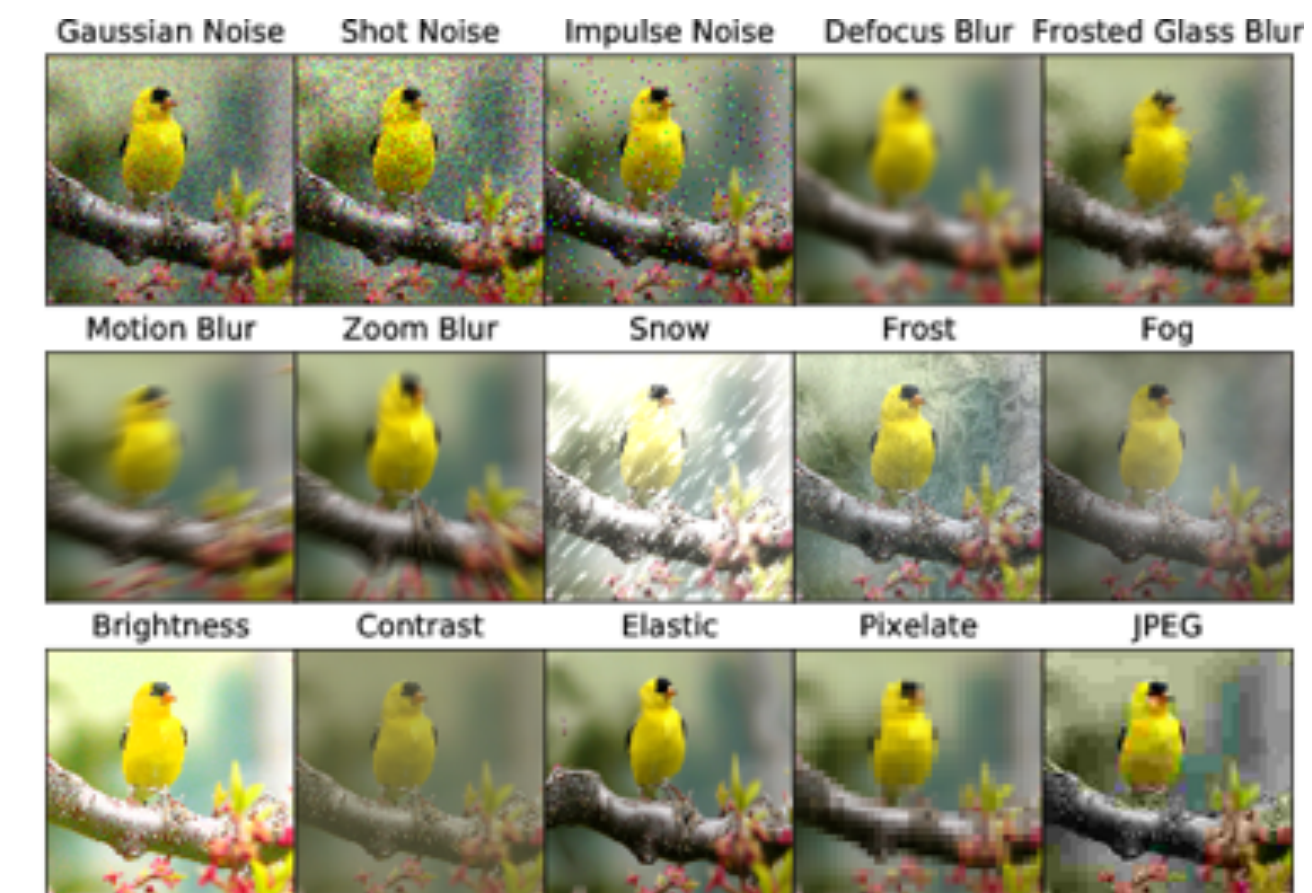 Gaussian Noise Shot Noise Impulse Noise Defocus Blur Frosted Glass Blur
Motion Blur Zoom Blur Snow Frost Fog
Brightness Contrast Elastic Pixelate JPEG